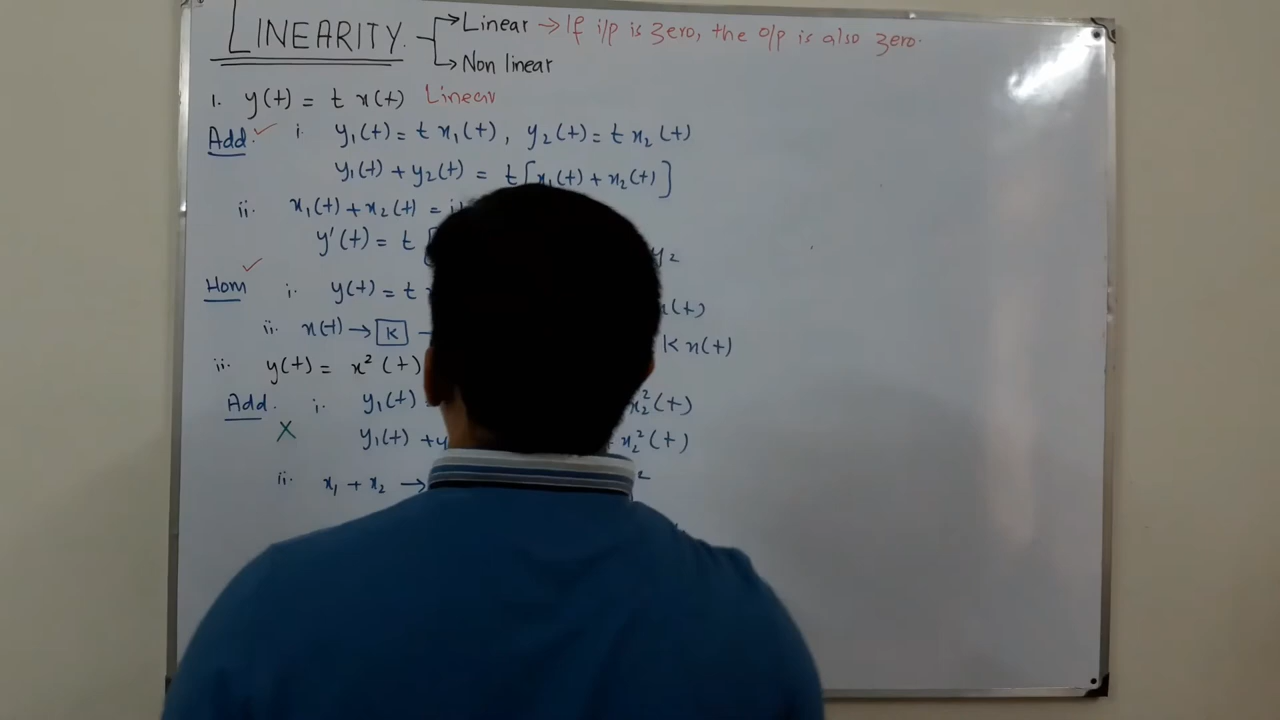 LINEARITY. → Linear → If i/p is zero, the o/p is also zero.
→ Non linear
1. y(t) = t x(t) Linear
Add. ✓ i. y₁(t) = t x₁(t), y₂(t) = t x₂(t)
y₁(t) + y₂(t) = t[x₁(t) + x₂(t)]
ii. x₁(t) + x₂(t) =
y'(t) = t y₂
Hom ✓ i. y(t) = t x(t)
ii. x(t) → K → K x(t)
ii. y(t) = x² (t)
Add. i. y₁(t) x₂²(t)
X y₁(t) + x₂²(t)
ii. x₁ + x₂ → 2